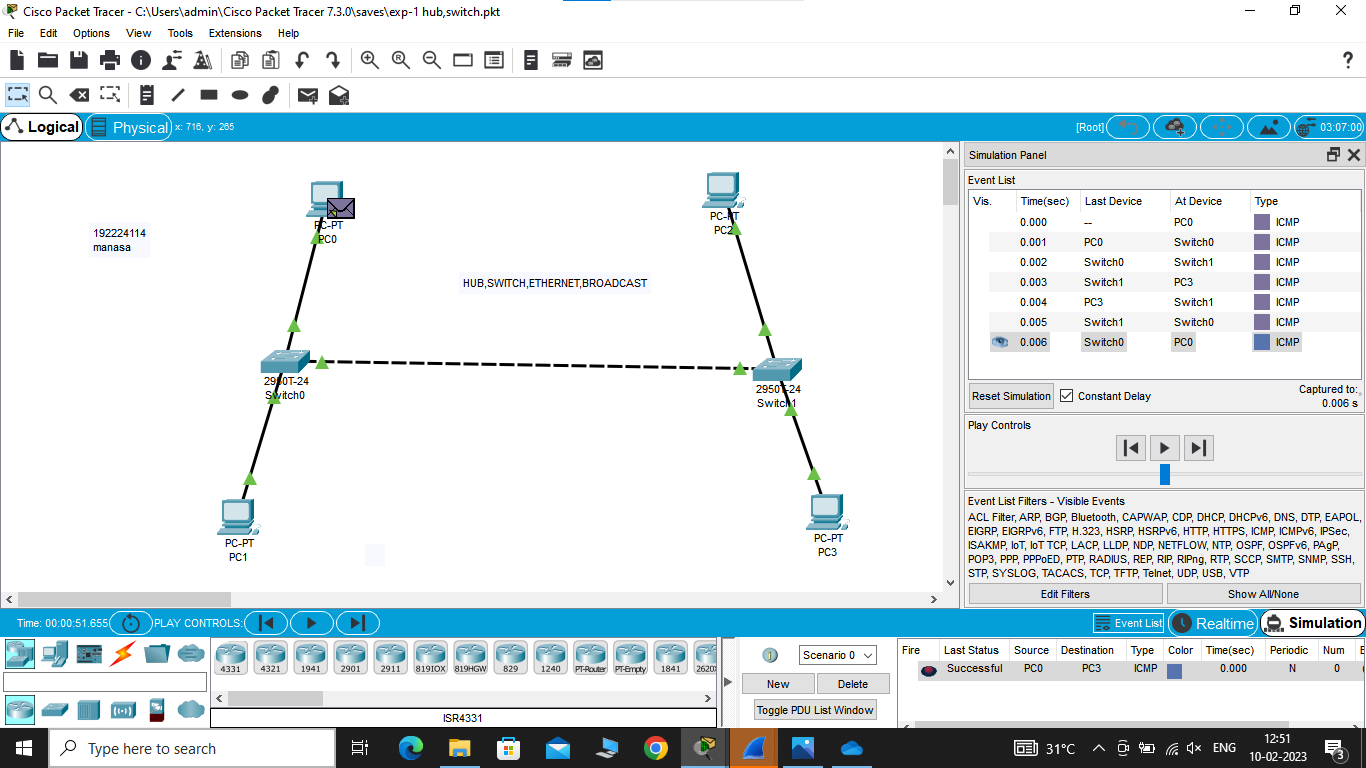 Cisco Packet Tracer - C:\Users\admin\Cisco Packet Tracer 7.3.0\saves\exp-1 hub,switch.pkt
File Edit Options View Tools Extensions Help
Logical Physical x: 716, y: 265 [Root] 03:07:00
192224114
manasa
PC-PT
PC0
PC-PT
PC2
HUB,SWITCH,ETHERNET,BROADCAST
2950T-24
Switch0
2950T-24
Switch1
PC-PT
PC1
PC-PT
PC3
Simulation Panel
Event List
Vis. Time(sec) Last Device At Device Type
0.000 -- PC0 ICMP
0.001 PC0 Switch0 ICMP
0.002 Switch0 Switch1 ICMP
0.003 Switch1 PC3 ICMP
0.004 PC3 Switch1 ICMP
0.005 Switch1 Switch0 ICMP
0.006 Switch0 PC0 ICMP
Reset Simulation Constant Delay Captured to:
0.006 s
Play Controls
Event List Filters - Visible Events
ACL Filter, ARP, BGP, Bluetooth, CAPWAP, CDP, DHCP, DHCPv6, DNS, DTP, EAPOL,
EIGRP, EIGRPv6, FTP, H.323, HSRP, HSRPv6, HTTP, HTTPS, ICMP, ICMPv6, IPSec,
ISAKMP, IoT, IoT TCP, LACP, LLDP, NDP, NETFLOW, NTP, OSPF, OSPFv6, PAgP,
POP3, PPP, PPPoED, PTP, RADIUS, REP, RIP, RIPng, RTP, SCCP, SMTP, SNMP, SSH,
STP, SYSLOG, TACACS, TCP, TFTP, Telnet, UDP, USB, VTP
Edit Filters Show All/None
Time: 00:00:51.655 PLAY CONTROLS: Event List Realtime Simulation
4331 4321 1941 2901 2911 819IOX 819HGW 829 1240 PT-Router PT-Empty 1841 2620X
ISR4331
Scenario 0
New Delete
Toggle PDU List Window
Fire Last Status Source Destination Type Color Time(sec) Periodic Num E
Successful PC0 PC3 ICMP 0.000 N 0 (
Type here to search
31°C ENG 12:51
10-02-2023 3